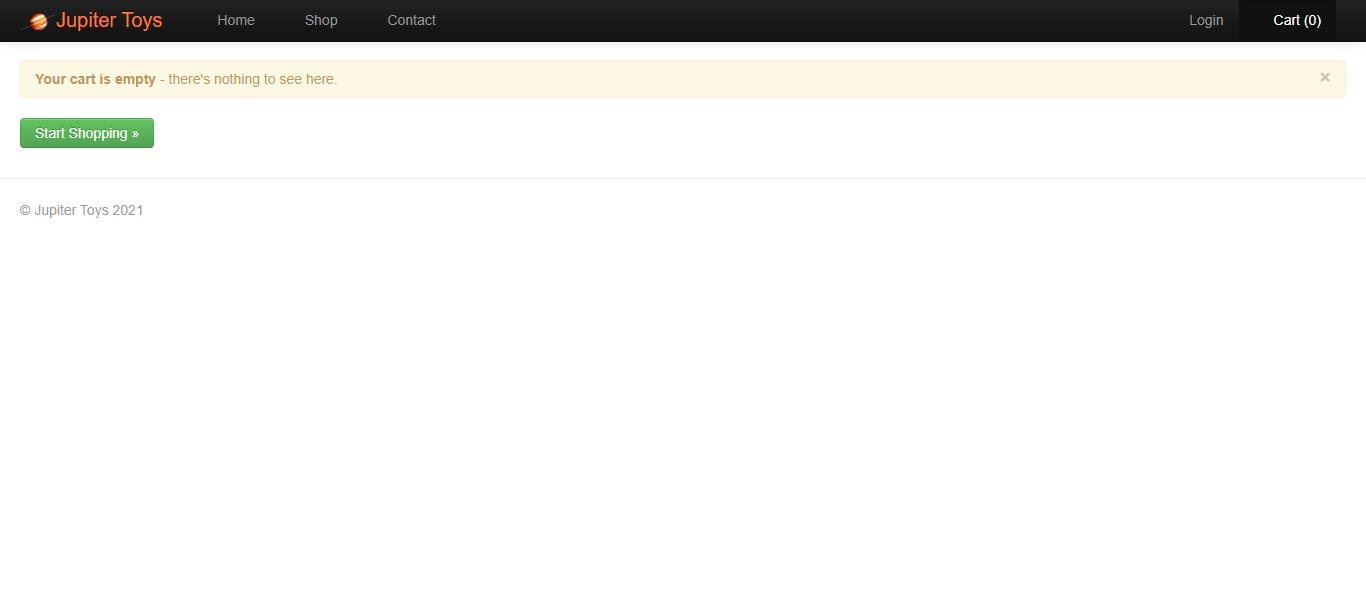 Jupiter Toys Home Shop Contact Login Cart (0)
Your cart is empty - there's nothing to see here. ×
Start Shopping »
© Jupiter Toys 2021